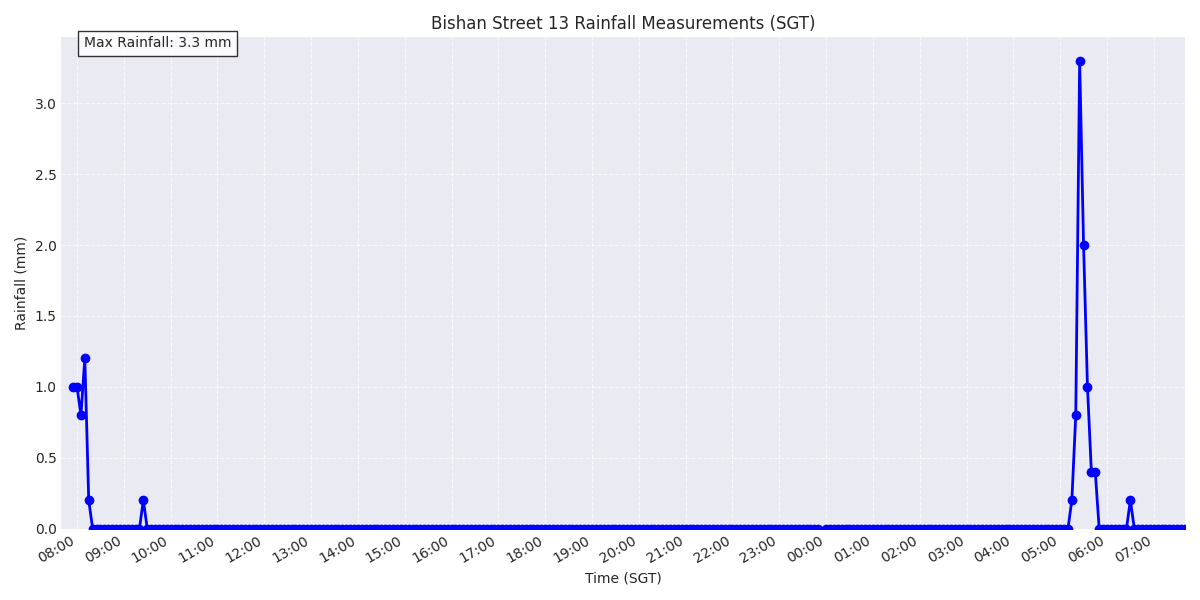 Bishan Street 13 Rainfall Measurements (SGT)
Max Rainfall: 3.3 mm
Rainfall (mm)
3.0
2.5
2.0
1.5
1.0
0.5
0.0
08:00 09:00 10:00 11:00 12:00 13:00 14:00 15:00 16:00 17:00 18:00 19:00 20:00 21:00 22:00 23:00 00:00 01:00 02:00 03:00 04:00 05:00 06:00 07:00
Time (SGT)